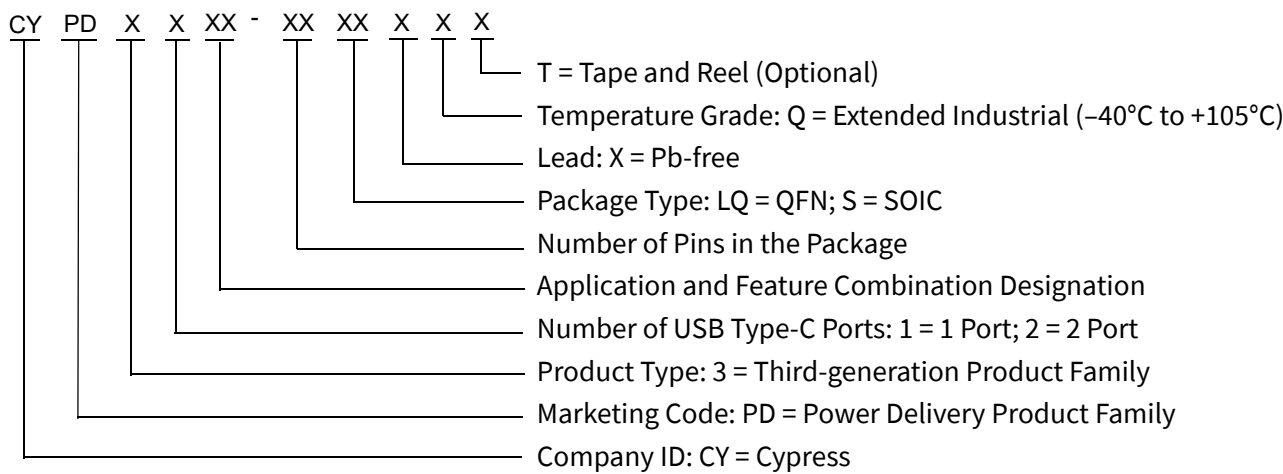 CY PD X X XX - XX XX X X X
T = Tape and Reel (Optional)
Temperature Grade: Q = Extended Industrial (–40°C to +105°C)
Lead: X = Pb-free
Package Type: LQ = QFN; S = SOIC
Number of Pins in the Package
Application and Feature Combination Designation
Number of USB Type-C Ports: 1 = 1 Port; 2 = 2 Port
Product Type: 3 = Third-generation Product Family
Marketing Code: PD = Power Delivery Product Family
Company ID: CY = Cypress